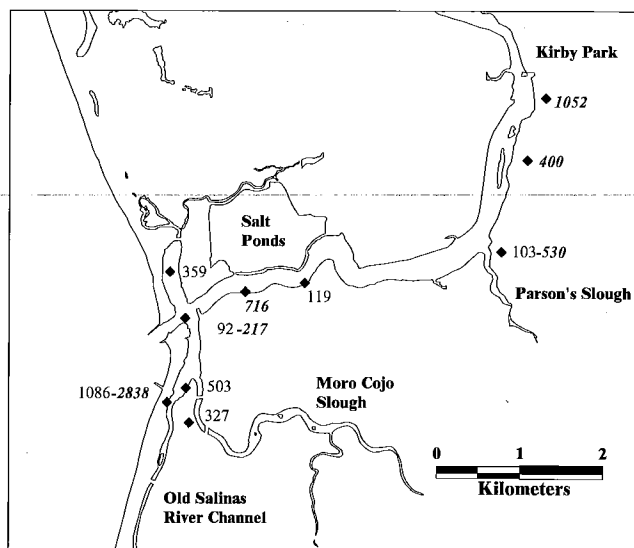 Kirby Park
1052
400
Salt
Ponds
103-530
359
119
716
Parson's Slough
92-217
Moro Cojo
Slough
1086-2838
503
327
0 1 2
Kilometers
Old Salinas
River Channel